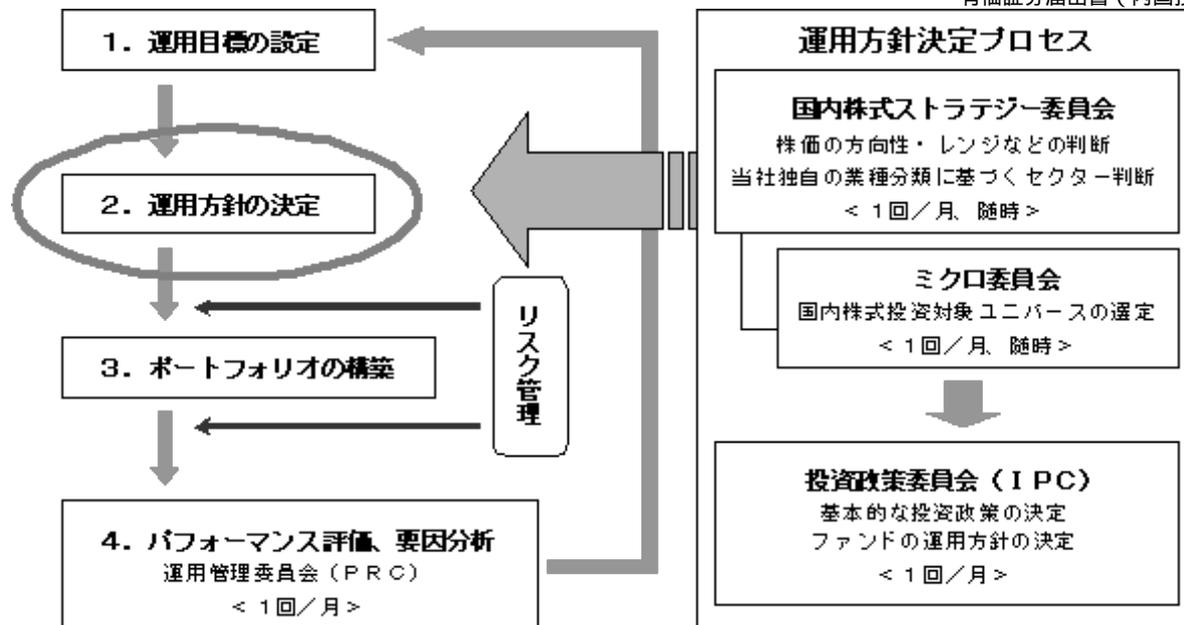 1．運用目標の設定
2．運用方針の決定
3．ポートフォリオの構築
4．パフォーマンス評価、要因分析
運用管理委員会（ＰＲＣ）
＜1回／月＞
リスク管理
運用方針決定プロセス
国内株式ストラテジー委員会
株価の方向性・レンジなどの判断
当社独自の業種分類に基づくセクター判断
＜1回／月、随時＞
ミクロ委員会
国内株式投資対象ユニバースの選定
＜1回／月、随時＞
投資政策委員会（ＩＰＣ）
基本的な投資政策の決定
ファンドの運用方針の決定
＜1回／月＞